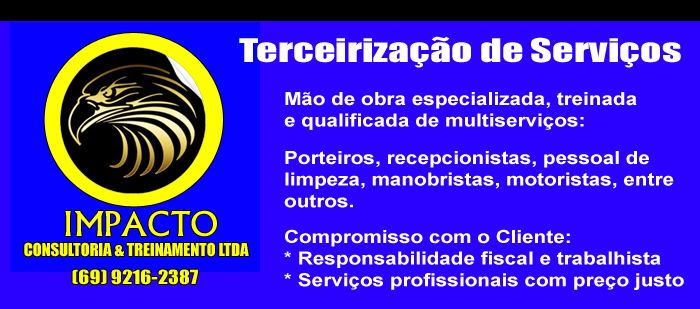 Terceirização de Serviços
Mão de obra especializada, treinada
e qualificada de multiserviços:
Porteiros, recepcionistas, pessoal de
limpeza, manobristas, motoristas, entre
outros.
Compromisso com o Cliente:
* Responsabilidade fiscal e trabalhista
* Serviços profissionais com preço justo
IMPACTO
CONSULTORIA & TREINAMENTO LTDA
(69) 9216-2387